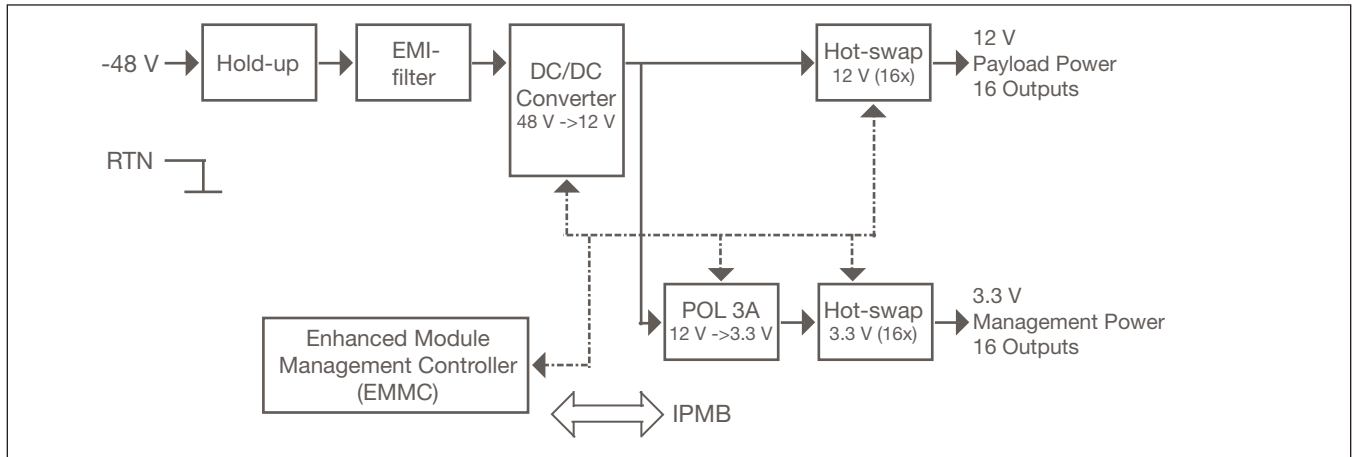 -48 V
Hold-up
EMI-
filter
DC/DC
Converter
48 V ->12 V
Hot-swap
12 V (16x)
12 V
Payload Power
16 Outputs
RTN
POL 3A
12 V ->3.3 V
Hot-swap
3.3 V (16x)
3.3 V
Management Power
16 Outputs
Enhanced Module
Management Controller
(EMMC)
IPMB